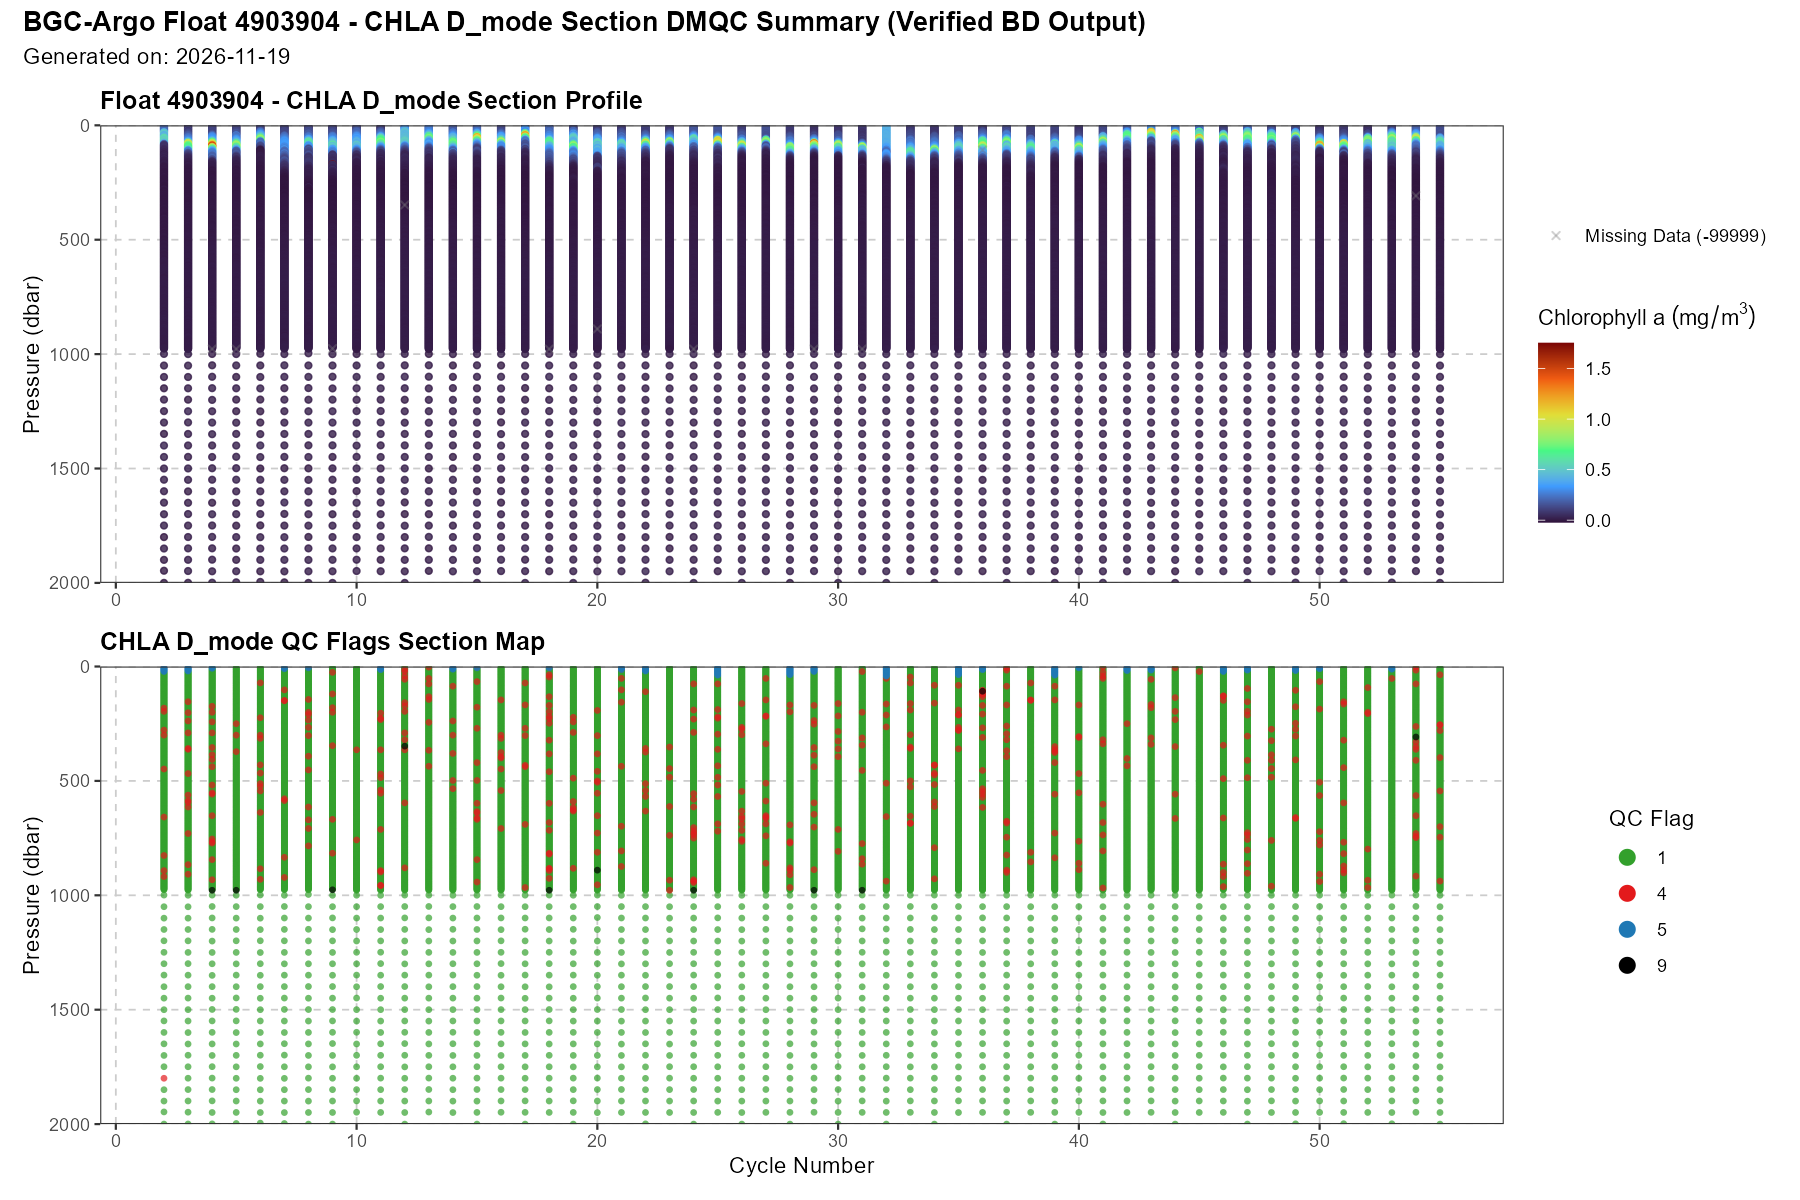 BGC-Argo Float 4903904 - CHLA D_mode Section DMQC Summary (Verified BD Output)
Generated on: 2026-11-19
Float 4903904 - CHLA D_mode Section Profile
0
500
1000
1500
2000
Pressure (dbar)
0 10 20 30 40 50
Missing Data (-99999)
Chlorophyll a (mg/m³)
1.5
1.0
0.5
0.0
CHLA D_mode QC Flags Section Map
0
500
1000
1500
2000
Pressure (dbar)
0 10 20 30 40 50
Cycle Number
QC Flag
1
4
5
9